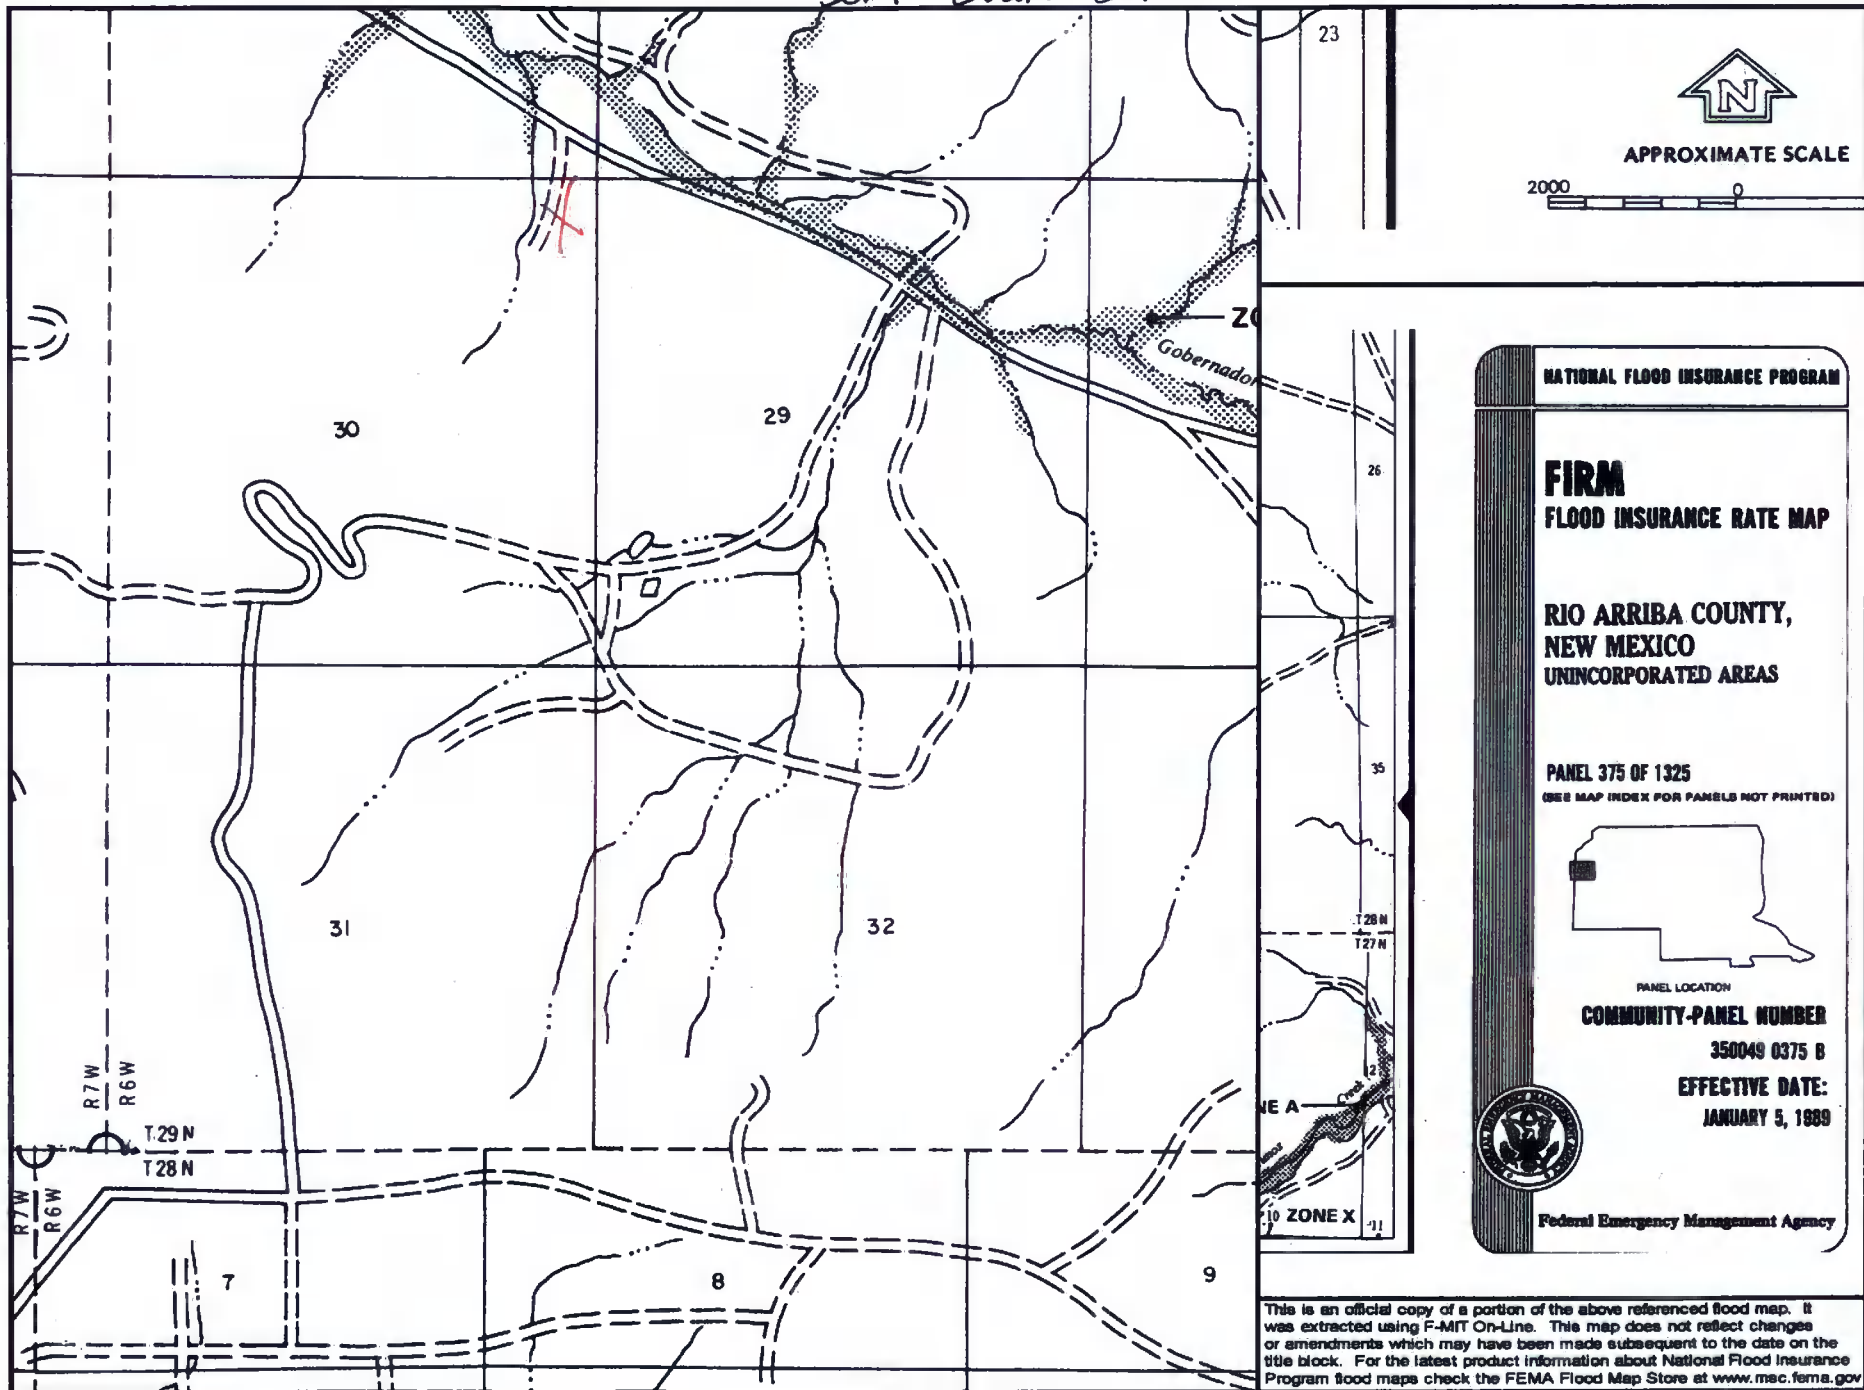 23
APPROXIMATE SCALE
2000 0
Gobernador
30
29
26
NATIONAL FLOOD INSURANCE PROGRAM
FIRM
FLOOD INSURANCE RATE MAP
RIO ARRIBA COUNTY,
NEW MEXICO
UNINCORPORATED AREAS
PANEL 375 OF 1325
(SEE MAP INDEX FOR PANELS NOT PRINTED)
35
31
32
T28N
T27N
PANEL LOCATION
COMMUNITY-PANEL NUMBER
350049 0375 B
EFFECTIVE DATE:
JANUARY 5, 1989
12
Creek
NE A
R7W
R6W
T.29N
T28N
R7W
R6W
10 ZONE X
11
Federal Emergency Management Agency
7
8
9
This is an official copy of a portion of the above referenced flood map. It
was extracted using F-MIT On-Line. This map does not reflect changes
or amendments which may have been made subsequent to the date on the
title block. For the latest product information about National Flood Insurance
Program flood maps check the FEMA Flood Map Store at www.msc.fema.gov